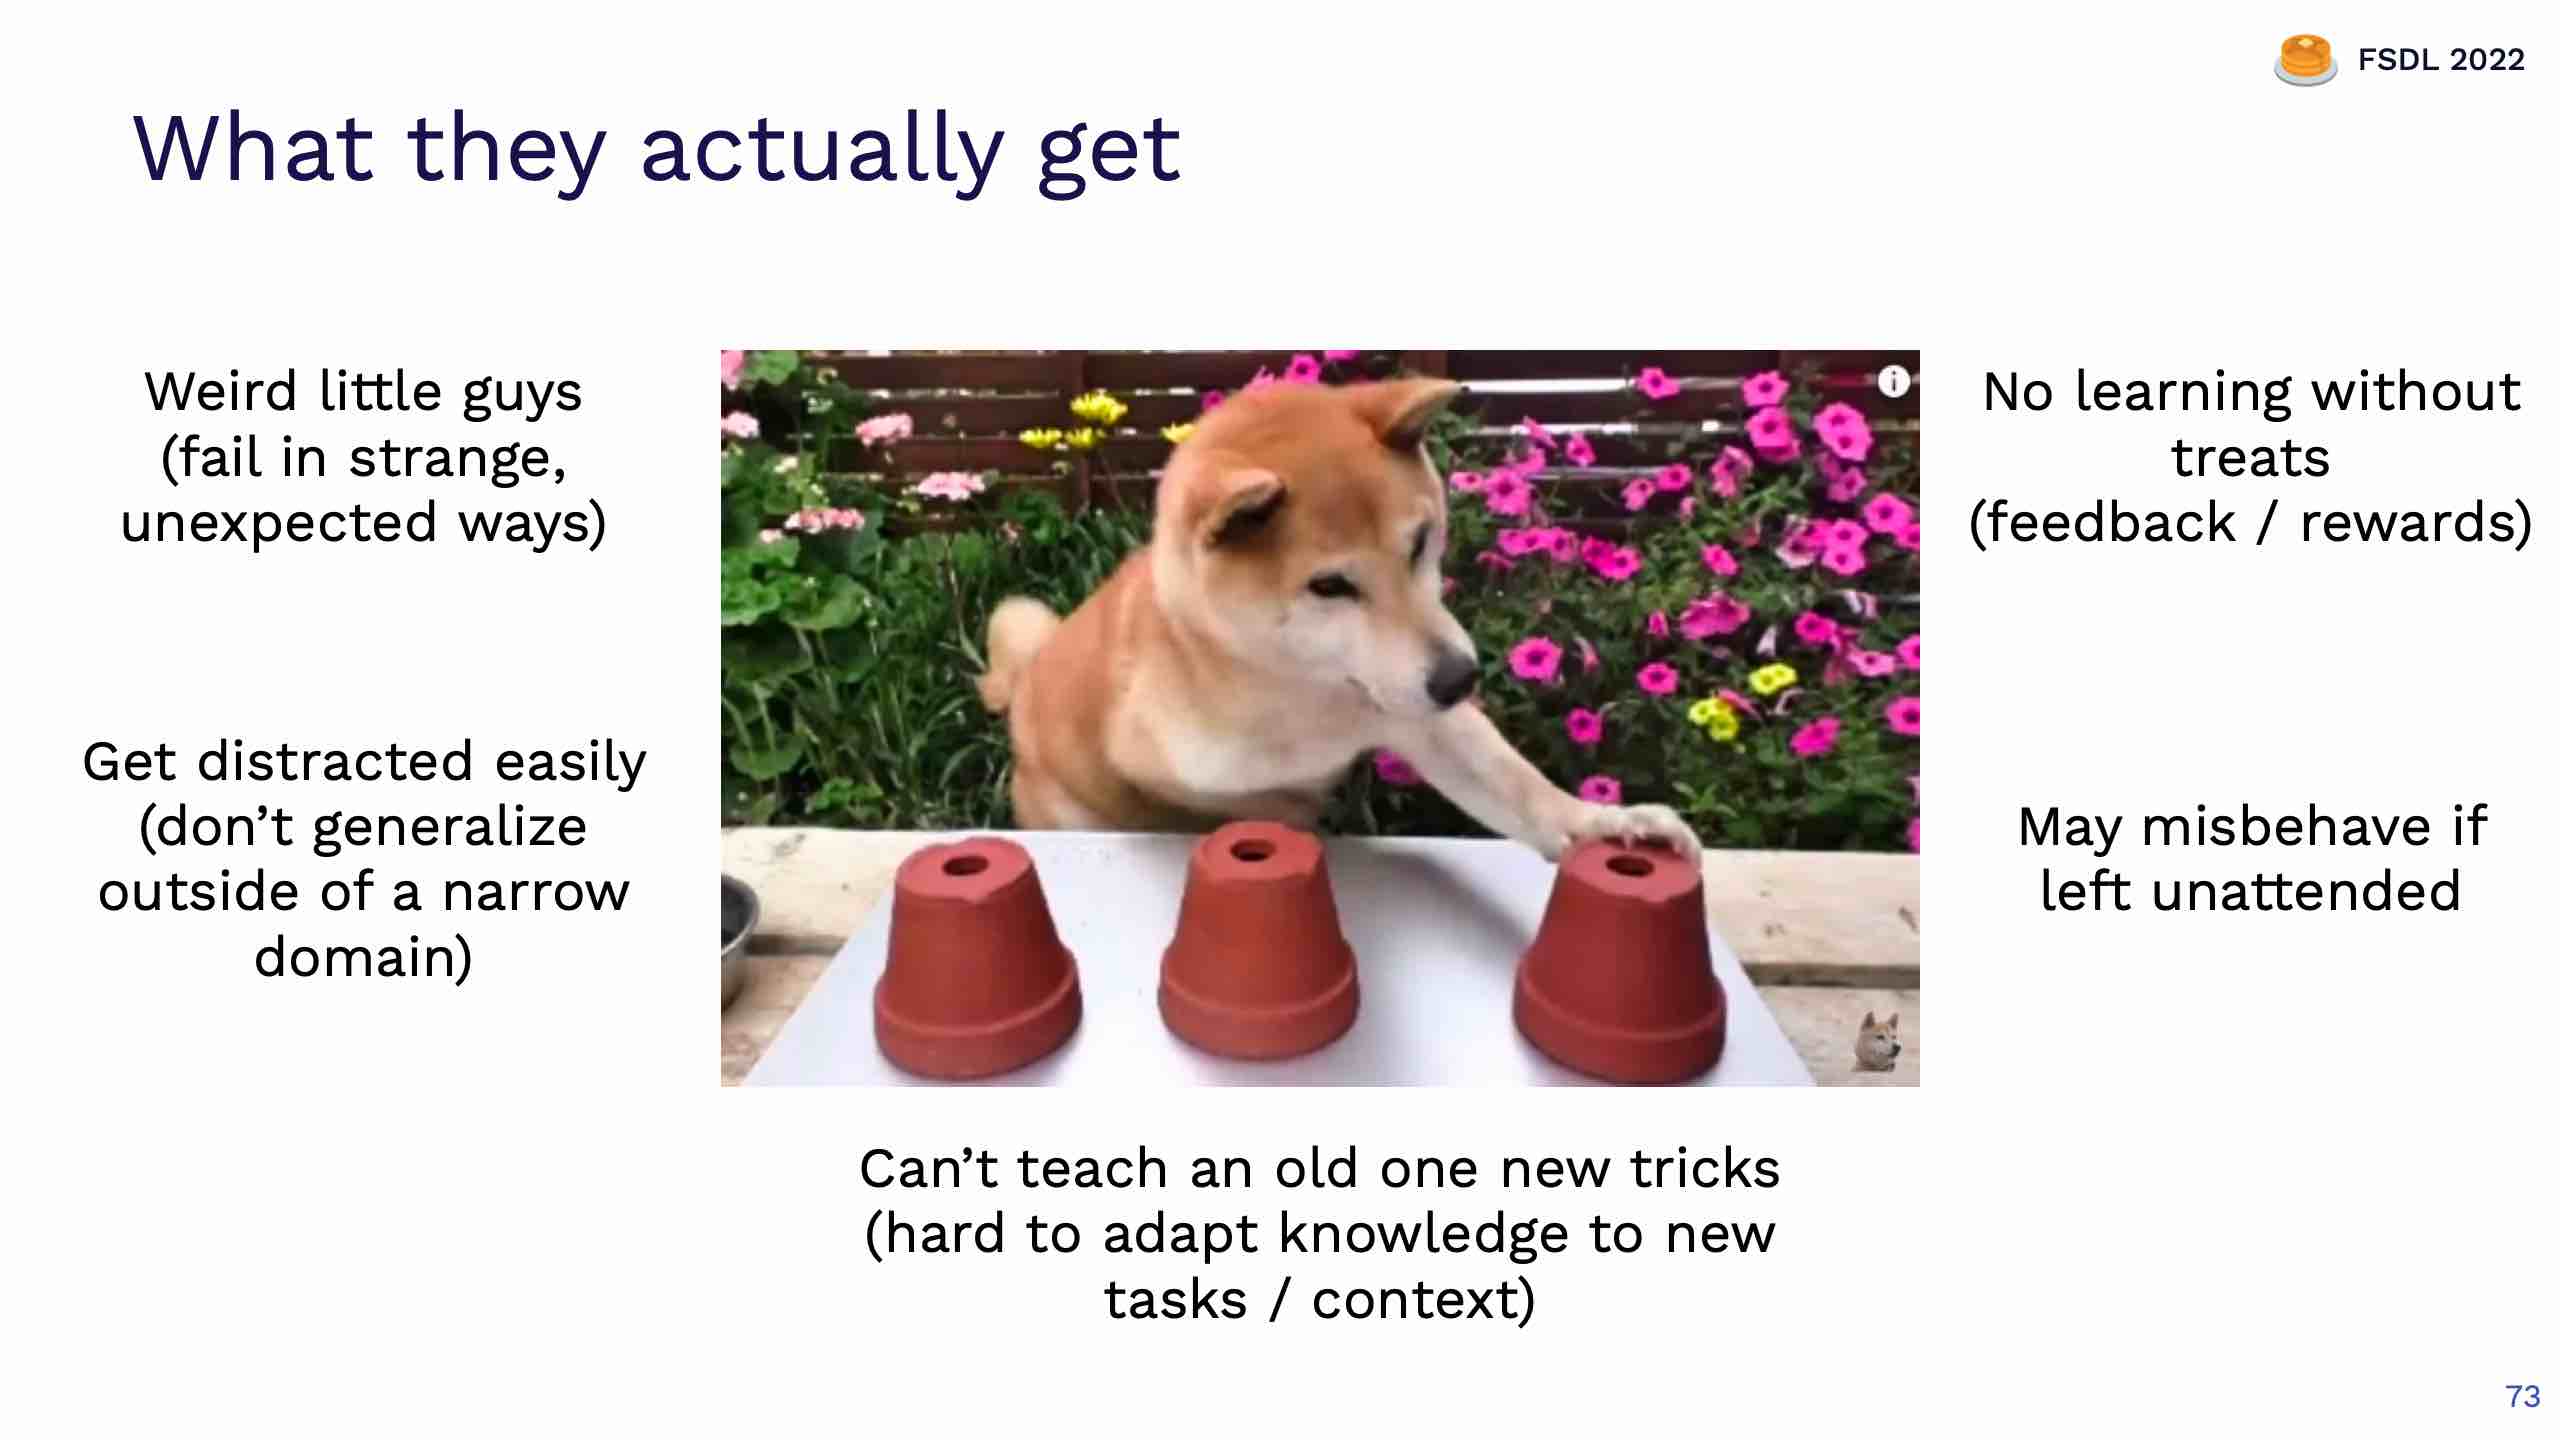 FSDL 2022
What they actually get
Weird little guys
(fail in strange,
unexpected ways)
No learning without
treats
(feedback / rewards)
Get distracted easily
(don’t generalize
outside of a narrow
domain)
May misbehave if
left unattended
Can’t teach an old one new tricks
(hard to adapt knowledge to new
tasks / context)
73